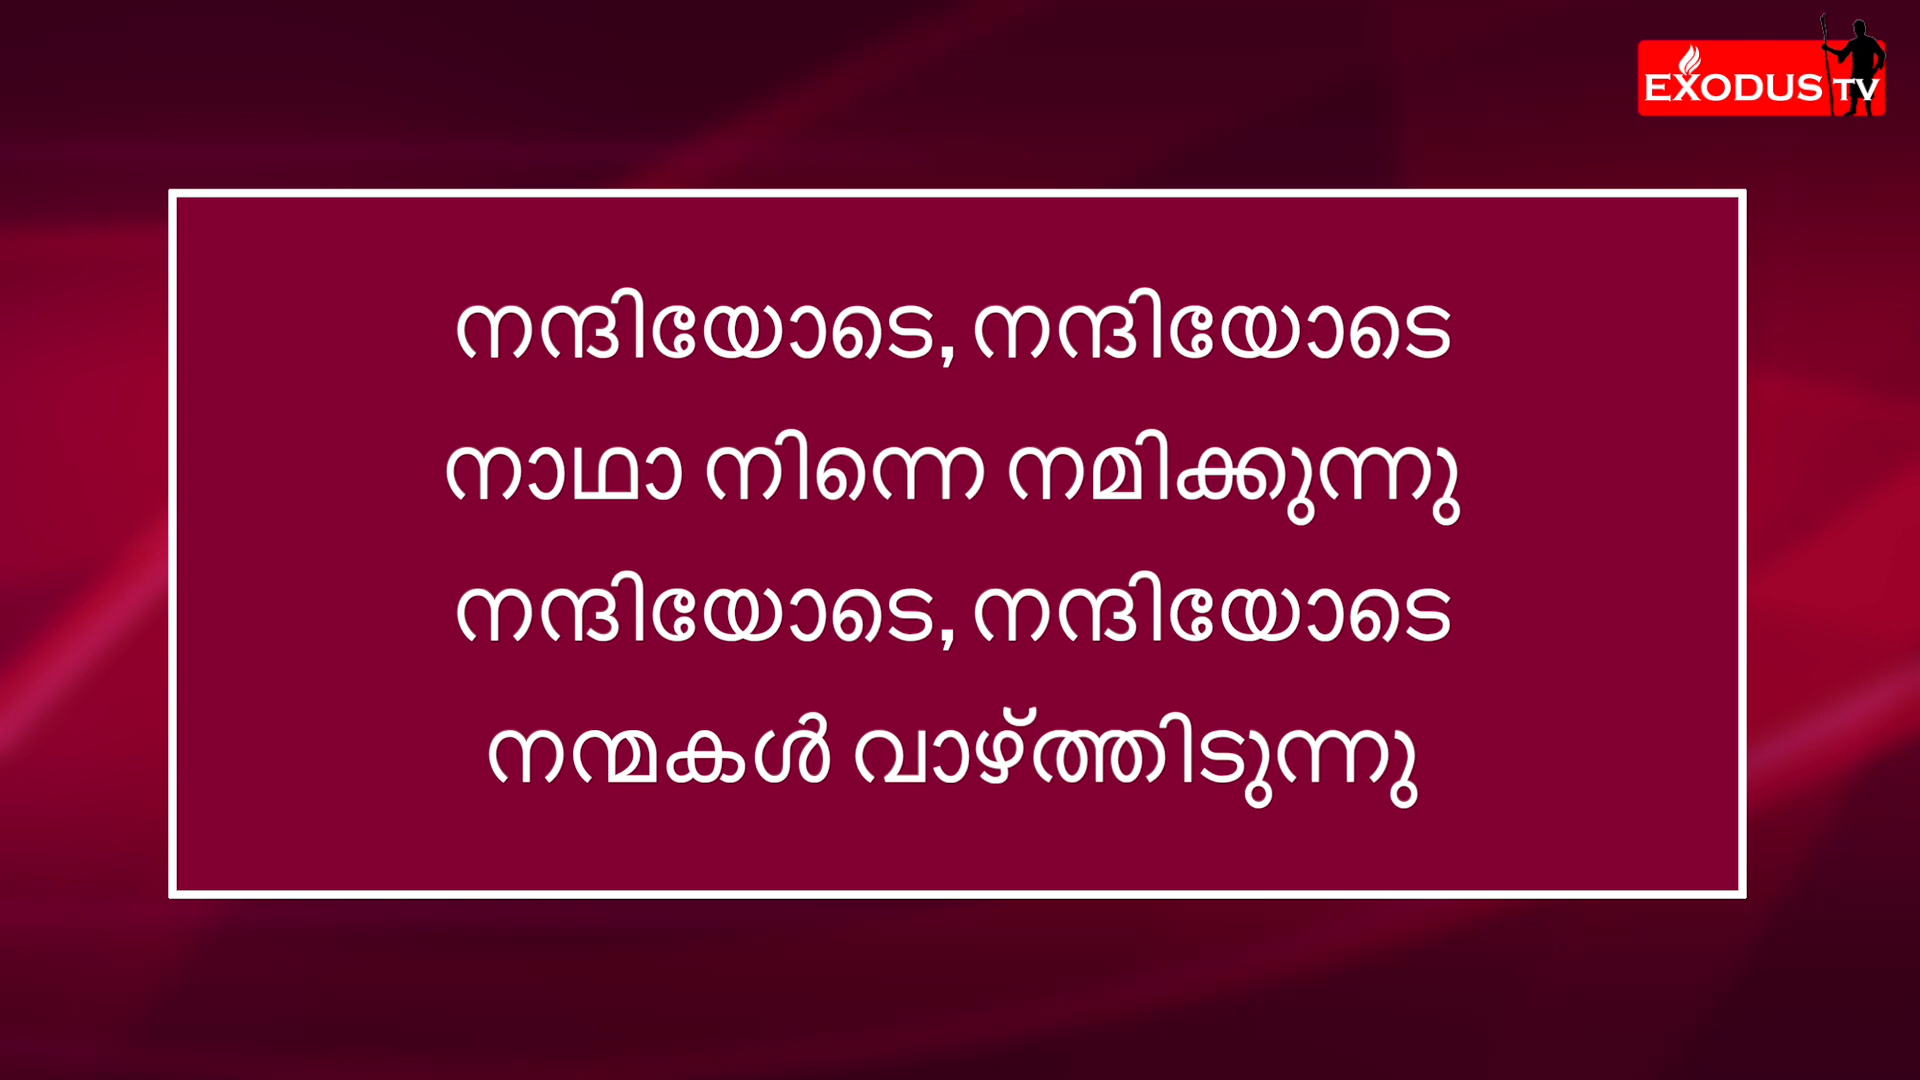 EXODUS TV
നന്ദിയോടെ, നന്ദിയോടെ
നാഥാ നിന്നെ നമിക്കുന്നു
നന്ദിയോടെ, നന്ദിയോടെ
നന്മകൾ വാഴ്ത്തിടുന്നു